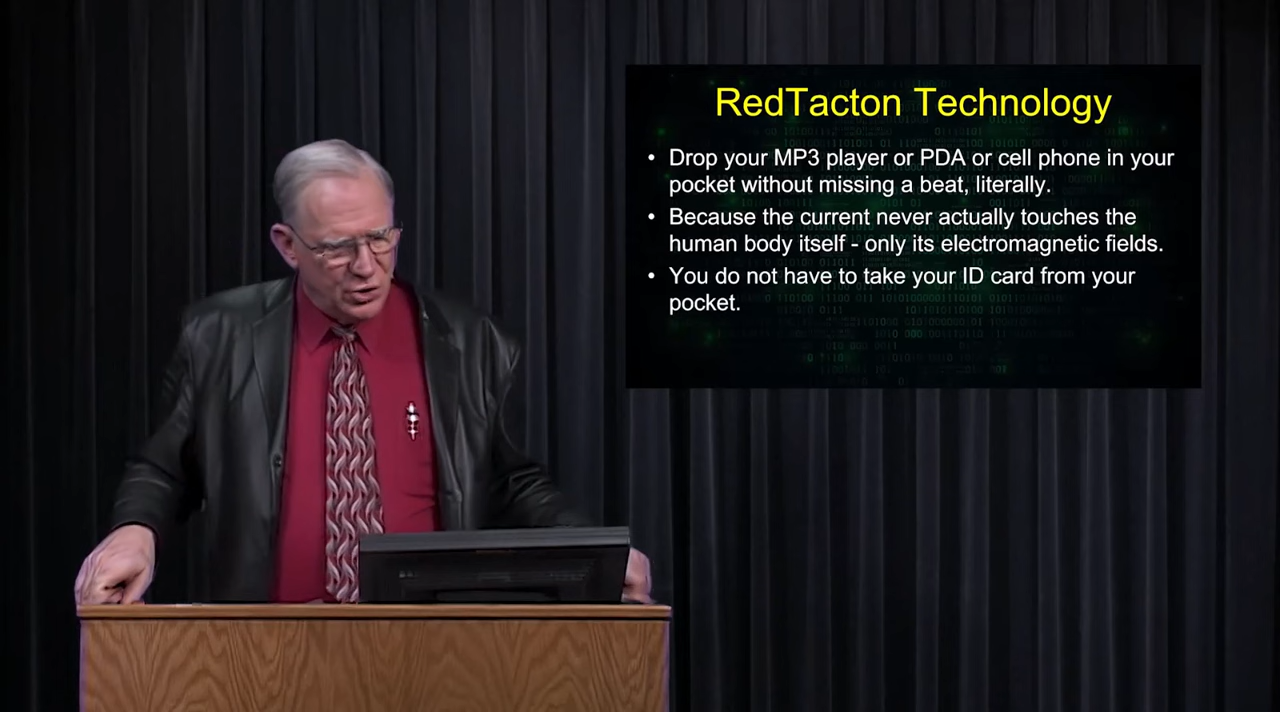 RedTacton Technology
• Drop your MP3 player or PDA or cell phone in your
pocket without missing a beat, literally.
• Because the current never actually touches the
human body itself - only its electromagnetic fields.
• You do not have to take your ID card from your
pocket.